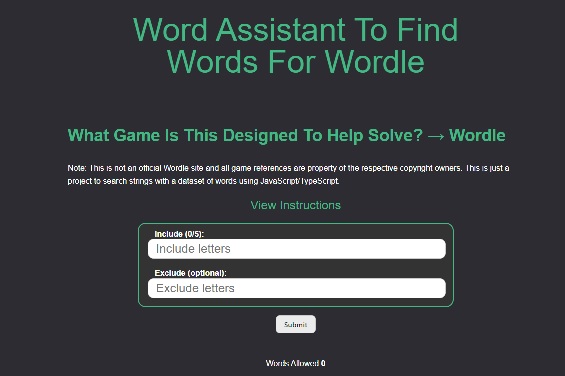 Word Assistant To Find
Words For Wordle
What Game Is This Designed To Help Solve? → Wordle
Note: This is not an official Wordle site and all game references are property of the respective copyright owners. This is just a
project to search strings with a dataset of words using JavaScript/TypeScript.
View Instructions
Include (0/5):
Include letters
Exclude (optional):
Exclude letters
Submit
Words Allowed 0